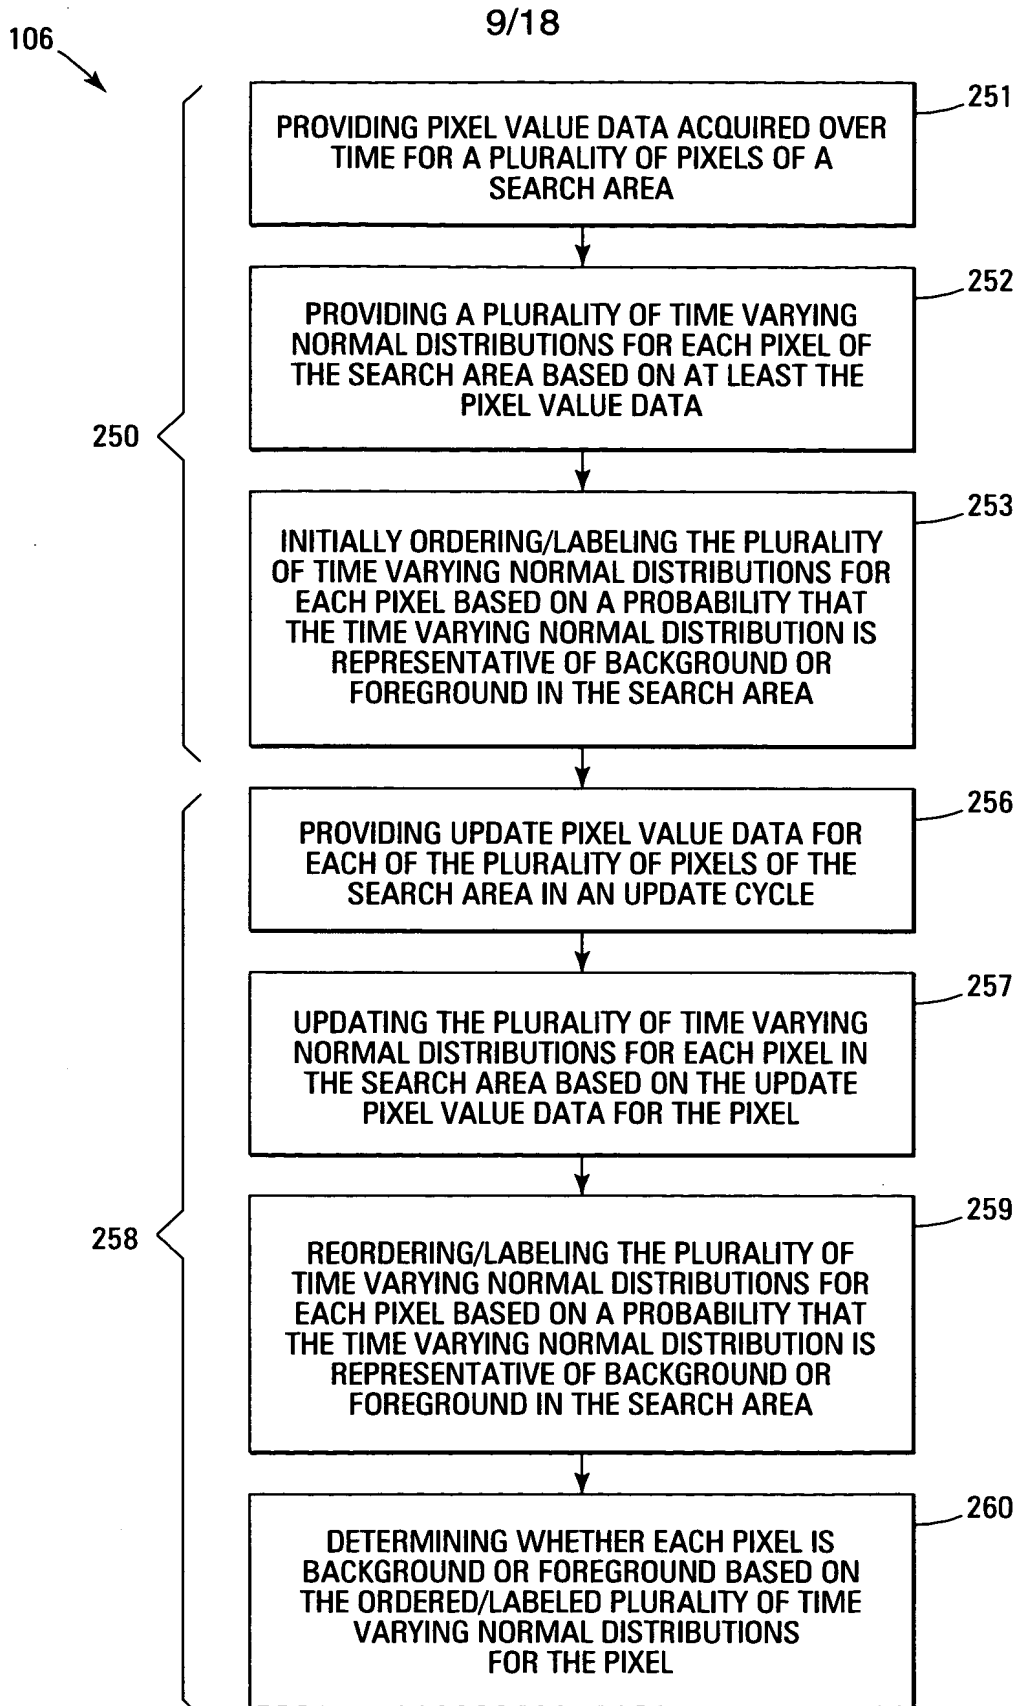 9/18
106
251
PROVIDING PIXEL VALUE DATA ACQUIRED OVER
TIME FOR A PLURALITY OF PIXELS OF A
SEARCH AREA
252
PROVIDING A PLURALITY OF TIME VARYING
NORMAL DISTRIBUTIONS FOR EACH PIXEL OF
THE SEARCH AREA BASED ON AT LEAST THE
PIXEL VALUE DATA
250
253
INITIALLY ORDERING/LABELING THE PLURALITY
OF TIME VARYING NORMAL DISTRIBUTIONS FOR
EACH PIXEL BASED ON A PROBABILITY THAT
THE TIME VARYING NORMAL DISTRIBUTION IS
REPRESENTATIVE OF BACKGROUND OR
FOREGROUND IN THE SEARCH AREA
256
PROVIDING UPDATE PIXEL VALUE DATA FOR
EACH OF THE PLURALITY OF PIXELS OF THE
SEARCH AREA IN AN UPDATE CYCLE
257
UPDATING THE PLURALITY OF TIME VARYING
NORMAL DISTRIBUTIONS FOR EACH PIXEL IN
THE SEARCH AREA BASED ON THE UPDATE
PIXEL VALUE DATA FOR THE PIXEL
258
259
REORDERING/LABELING THE PLURALITY OF
TIME VARYING NORMAL DISTRIBUTIONS FOR
EACH PIXEL BASED ON A PROBABILITY THAT
THE TIME VARYING NORMAL DISTRIBUTION IS
REPRESENTATIVE OF BACKGROUND OR
FOREGROUND IN THE SEARCH AREA
260
DETERMINING WHETHER EACH PIXEL IS
BACKGROUND OR FOREGROUND BASED ON
THE ORDERED/LABELED PLURALITY OF TIME
VARYING NORMAL DISTRIBUTIONS
FOR THE PIXEL